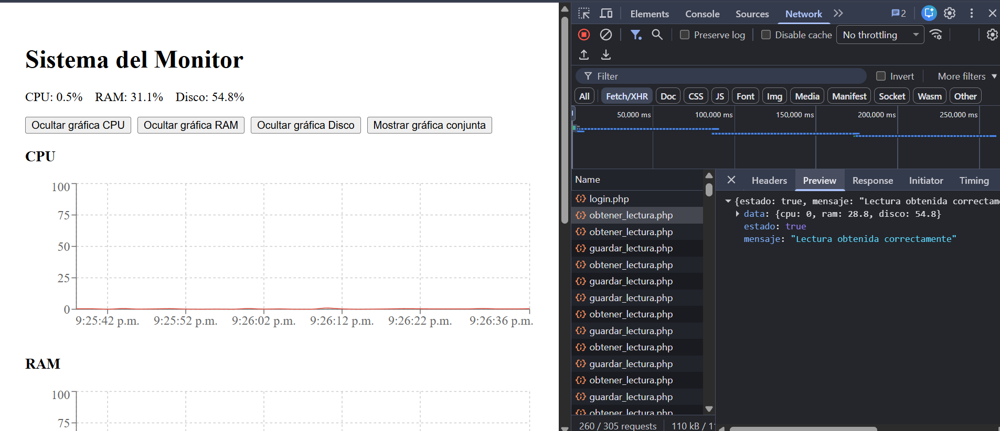 Sistema del Monitor
CPU: 0.5% RAM: 31.1% Disco: 54.8%
Ocultar gráfica CPU Ocultar gráfica RAM Ocultar gráfica Disco Mostrar gráfica conjunta
CPU
100
75
50
25
0
9:25:42 p.m. 9:25:52 p.m. 9:26:02 p.m. 9:26:12 p.m. 9:26:22 p.m. 9:26:36 p.m.
RAM
100
75
Elements Console Sources Network 2
Preserve log Disable cache No throttling
Filter Invert More filters
All Fetch/XHR Doc CSS JS Font Img Media Manifest Socket Wasm Other
50,000 ms 100,000 ms 150,000 ms 200,000 ms 250,000 ms
Name
login.php
obtener_lectura.php
obtener_lectura.php
guardar_lectura.php
obtener_lectura.php
guardar_lectura.php
guardar_lectura.php
obtener_lectura.php
guardar_lectura.php
obtener_lectura.php
guardar_lectura.php
obtener_lectura.php
guardar_lectura.php
obtener_lectura.php
260 / 305 requests 110 kB / 1
Headers Preview Response Initiator Timing
{estado: true, mensaje: "Lectura obtenida correctam
data: {cpu: 0, ram: 28.8, disco: 54.8}
estado: true
mensaje: "Lectura obtenida correctamente"